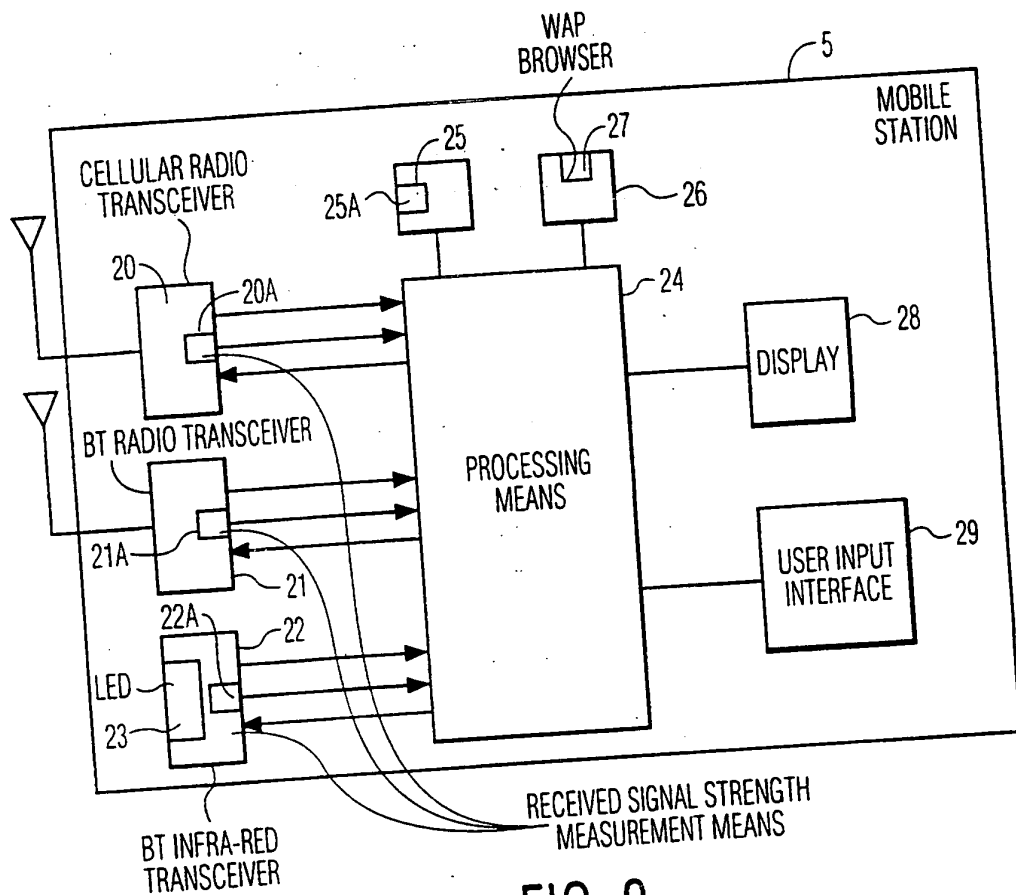 WAP
BROWSER
5
MOBILE
STATION
CELLULAR RADIO
TRANSCEIVER
25
25A
27
26
20
20A
24
28
DISPLAY
BT RADIO TRANSCEIVER
PROCESSING
MEANS
21A
21
29
USER INPUT
INTERFACE
22A
22
LED
23
RECEIVED SIGNAL STRENGTH
MEASUREMENT MEANS
BT INFRA-RED
TRANSCEIVER